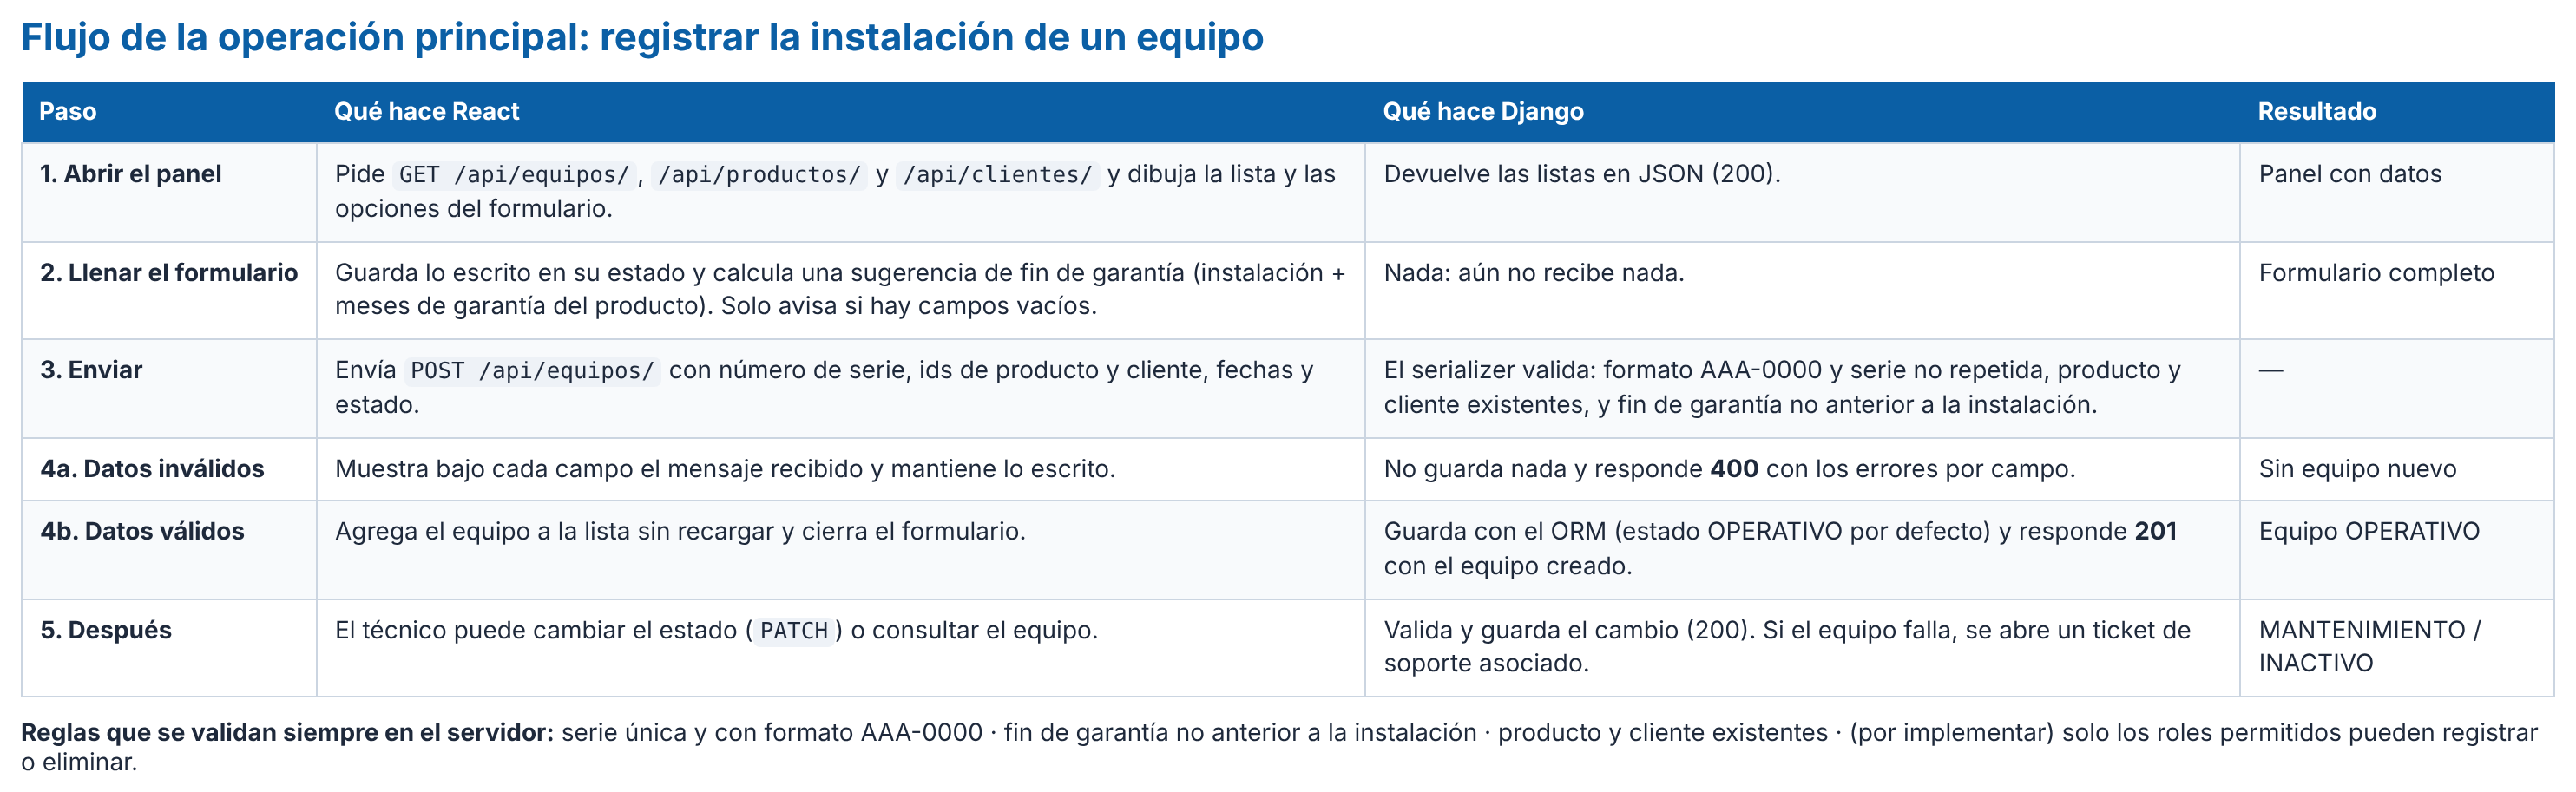 Flujo de la operación principal: registrar la instalación de un equipo
Paso
Qué hace React
Qué hace Django
Resultado
1. Abrir el panel
Pide GET /api/equipos/, /api/productos/ y /api/clientes/ y dibuja la lista y las
opciones del formulario.
Devuelve las listas en JSON (200).
Panel con datos
2. Llenar el formulario
Guarda lo escrito en su estado y calcula una sugerencia de fin de garantía (instalación +
meses de garantía del producto). Solo avisa si hay campos vacíos.
Nada: aún no recibe nada.
Formulario completo
3. Enviar
Envía POST /api/equipos/ con número de serie, ids de producto y cliente, fechas y
estado.
El serializer valida: formato AAA-0000 y serie no repetida, producto y
cliente existentes, y fin de garantía no anterior a la instalación.
—
4a. Datos inválidos
Muestra bajo cada campo el mensaje recibido y mantiene lo escrito.
No guarda nada y responde 400 con los errores por campo.
Sin equipo nuevo
4b. Datos válidos
Agrega el equipo a la lista sin recargar y cierra el formulario.
Guarda con el ORM (estado OPERATIVO por defecto) y responde 201
con el equipo creado.
Equipo OPERATIVO
5. Después
El técnico puede cambiar el estado (PATCH) o consultar el equipo.
Valida y guarda el cambio (200). Si el equipo falla, se abre un ticket de
soporte asociado.
MANTENIMIENTO /
INACTIVO
Reglas que se validan siempre en el servidor: serie única y con formato AAA-0000 · fin de garantía no anterior a la instalación · producto y cliente existentes · (por implementar) solo los roles permitidos pueden registrar
o eliminar.